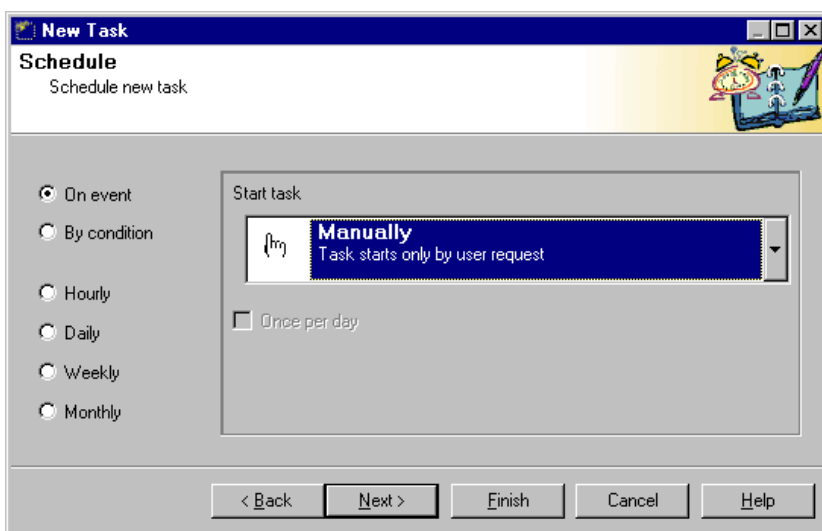 New Task
Schedule
Schedule new task
On event
By condition
Hourly
Daily
Weekly
Monthly
Start task
Manually
Task starts only by user request
Once per day
< Back
Next >
Finish
Cancel
Help